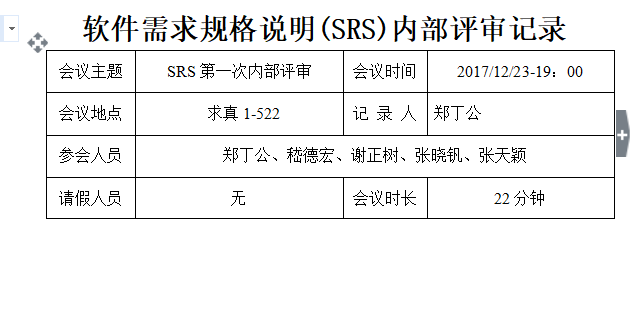 软件需求规格说明(SRS)内部评审记录
会议主题 SRS 第一次内部评审 会议时间 2017/12/23-19：00
会议地点 求真 1-522 记 录 人 郑丁公
参会人员 郑丁公、嵇德宏、谢正树、张晓钒、张天颖
请假人员 无 会议时长 22 分钟